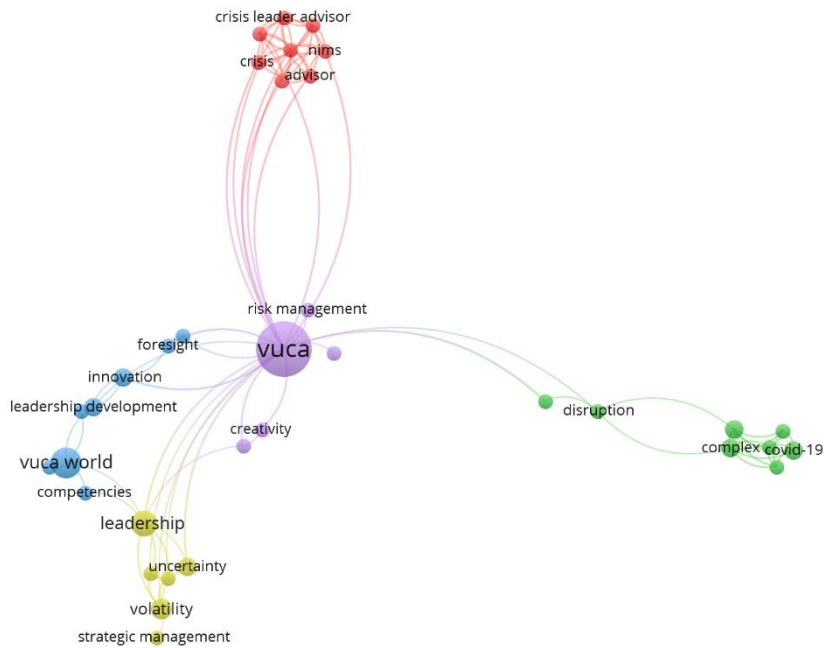 crisis leader advisor
crisis
nims
advisor
risk management
vuca
foresight
innovation
leadership development
vuca world
competencies
creativity
disruption
complex
covid-19
leadership
uncertainty
volatility
strategic management